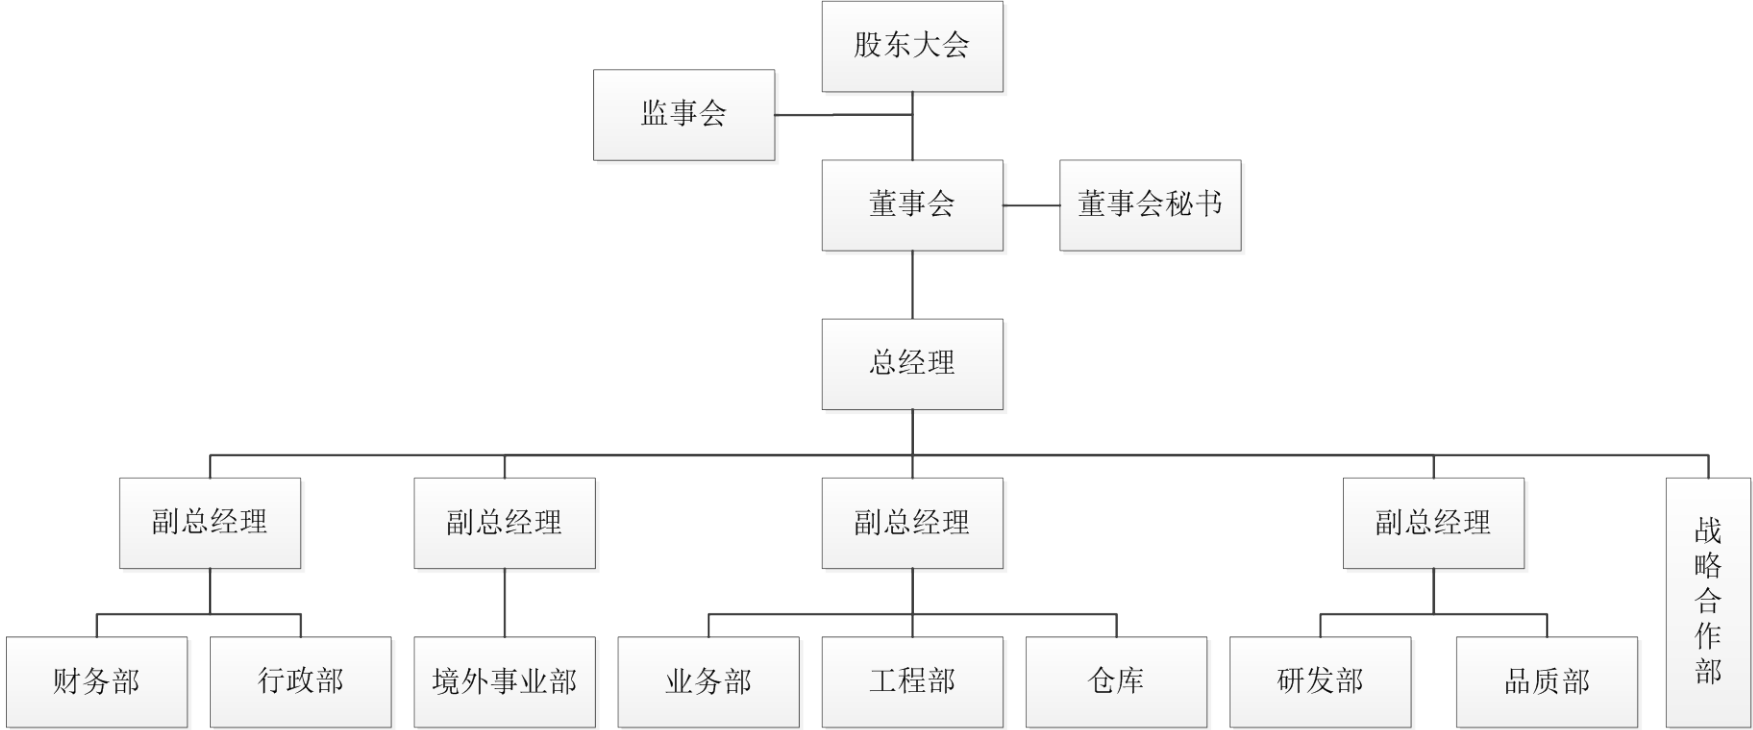 股东大会
监事会
董事会
董事会秘书
总经理
副总经理
副总经理
副总经理
副总经理
战略合作部
财务部
行政部
境外事业部
业务部
工程部
仓库
研发部
品质部